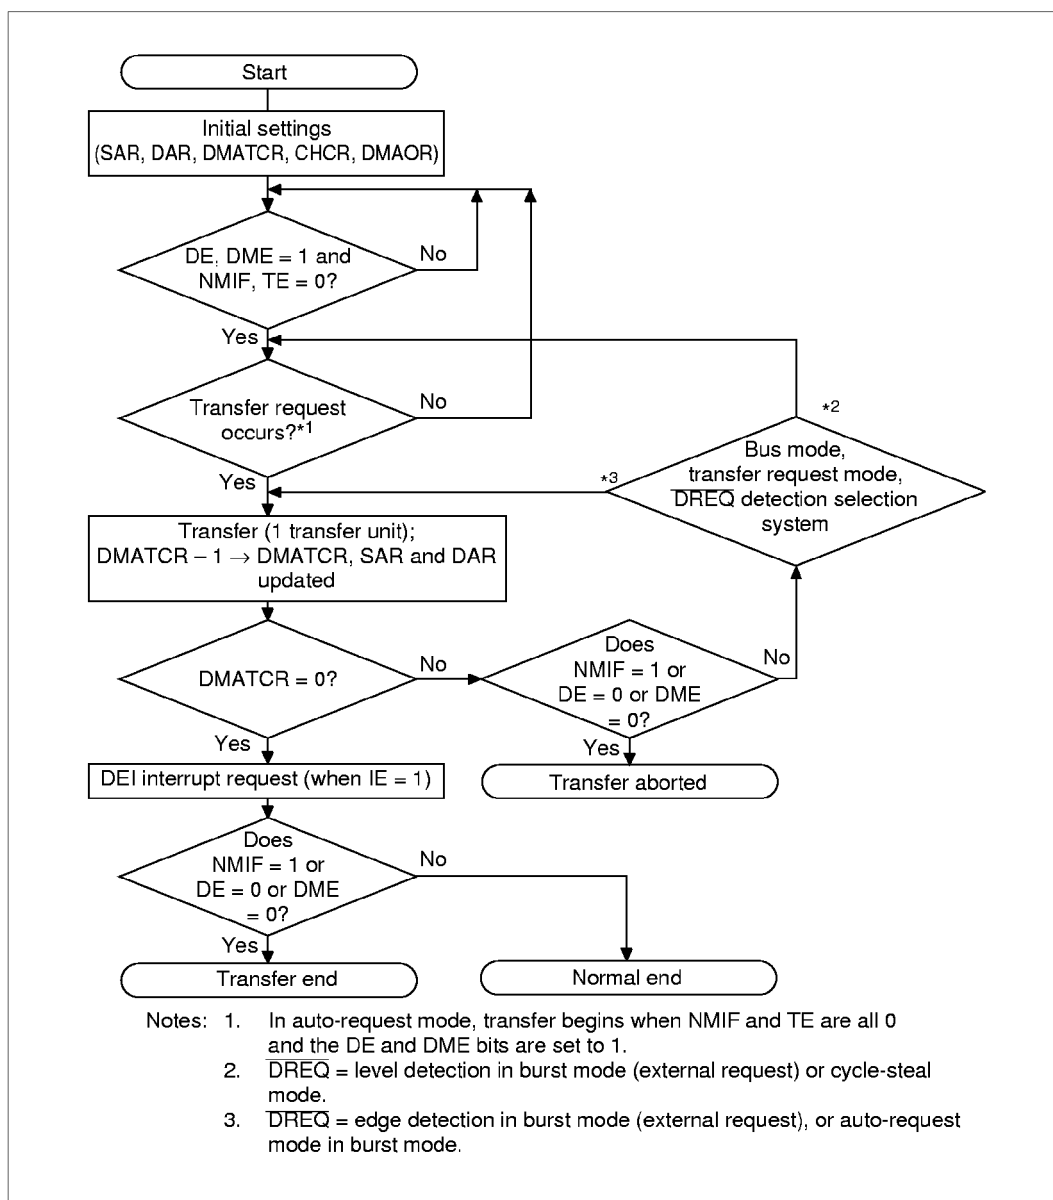 Start
Initial settings
(SAR, DAR, DMATCR, CHCR, DMAOR)
DE, DME = 1 and
NMIF, TE = 0?
No
Yes
Transfer request
occurs?*1
No
Yes
*2
Bus mode,
transfer request mode,
DREQ detection selection
system
*3
Transfer (1 transfer unit);
DMATCR – 1 → DMATCR, SAR and DAR
updated
DMATCR = 0?
No
Does
NMIF = 1 or
DE = 0 or DME
= 0?
No
Yes
Yes
DEI interrupt request (when IE = 1)
Transfer aborted
Does
NMIF = 1 or
DE = 0 or DME
= 0?
No
Yes
Transfer end
Normal end
Notes: 1. In auto-request mode, transfer begins when NMIF and TE are all 0
and the DE and DME bits are set to 1.
2. DREQ = level detection in burst mode (external request) or cycle-steal
mode.
3. DREQ = edge detection in burst mode (external request), or auto-request
mode in burst mode.